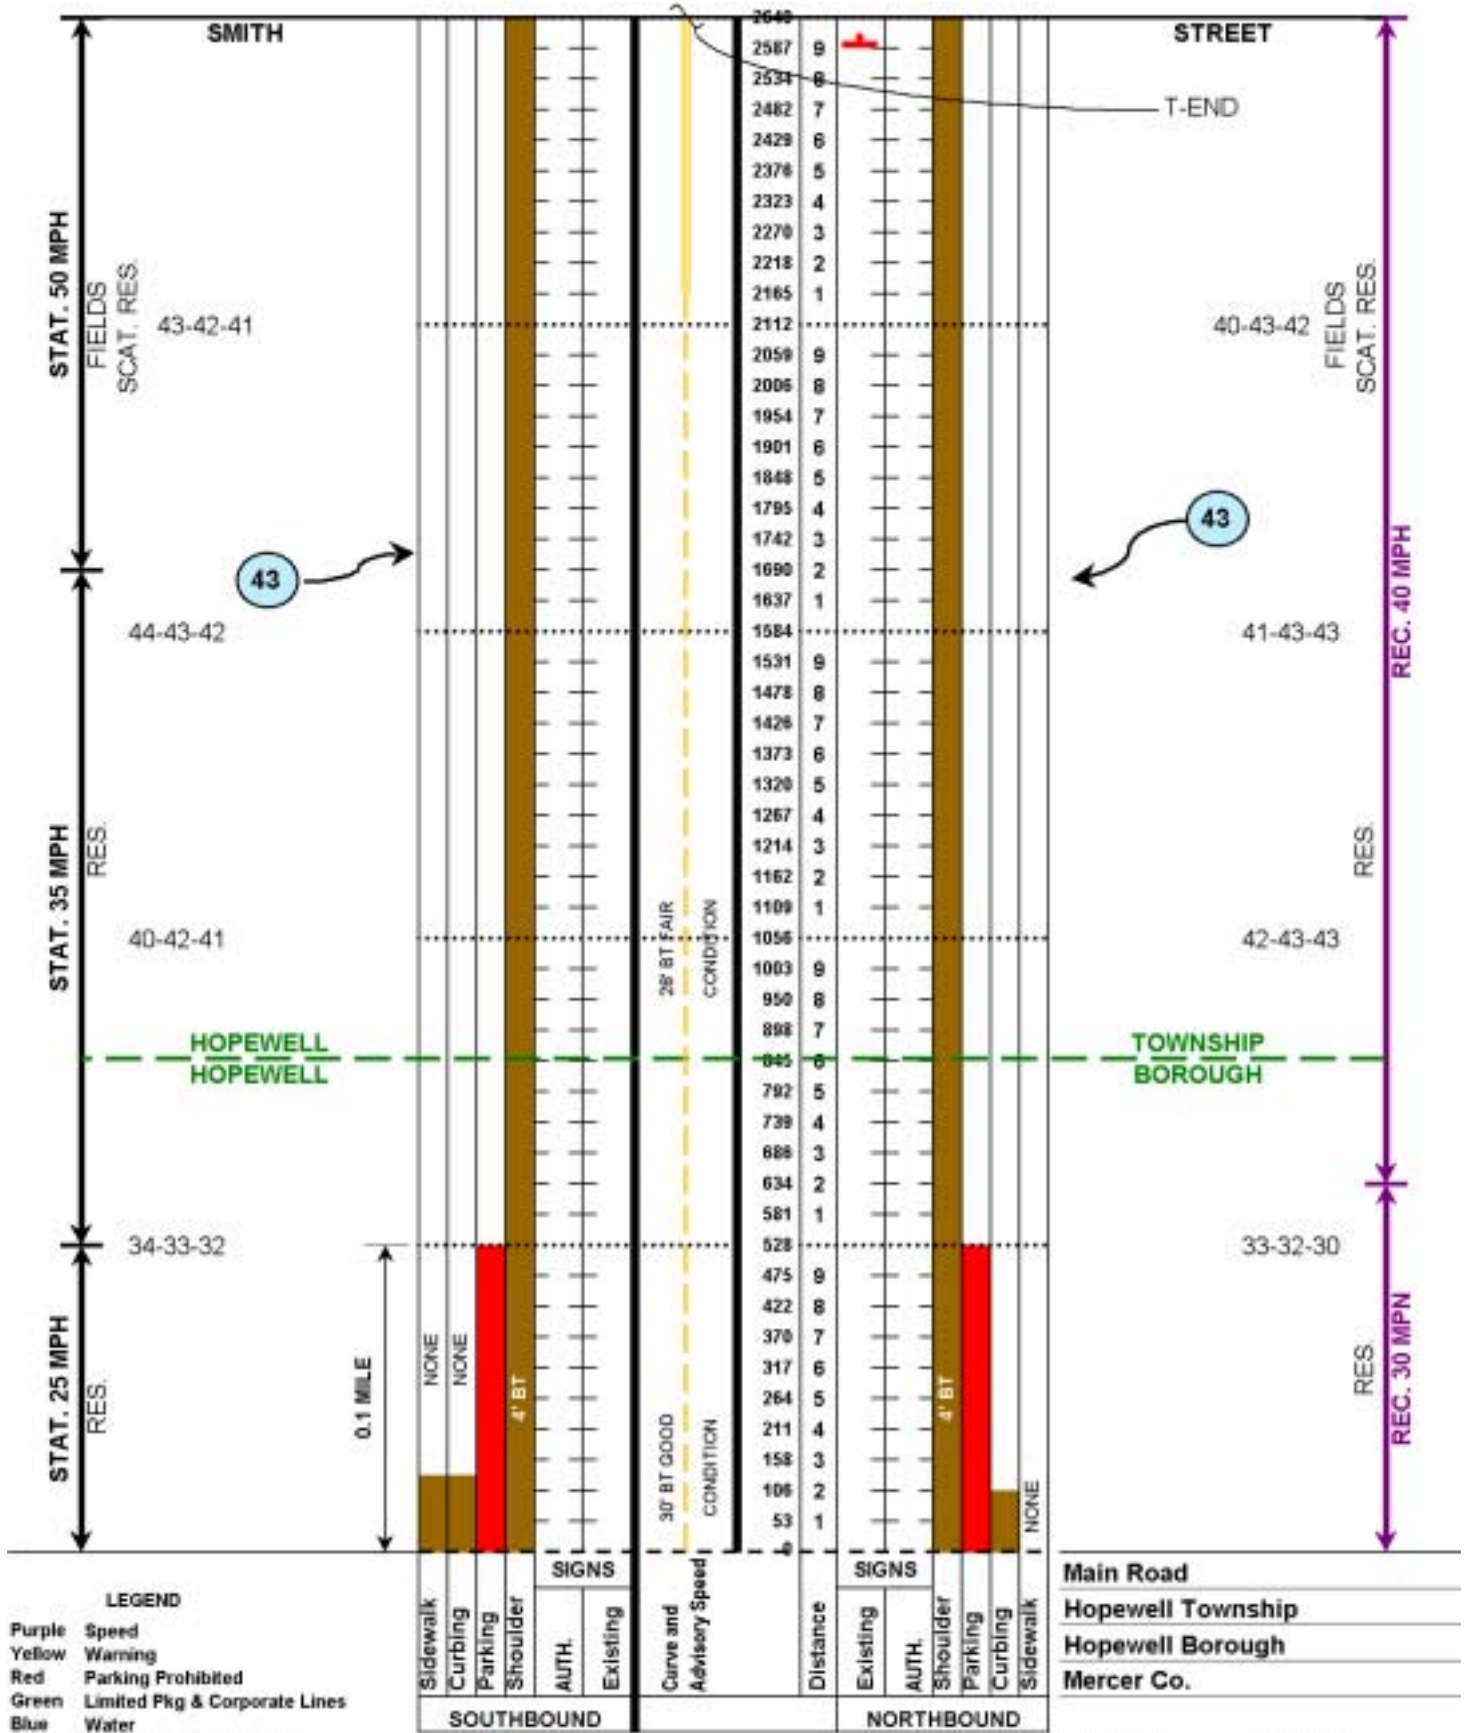 SMITH
STREET
T-END
STAT. 50 MPH
FIELDS
SCAT. RES.
43-42-41
40-43-42
FIELDS
SCAT. RES.
43
43
REC. 40 MPH
44-43-42
41-43-43
STAT. 35 MPH
RES.
RES.
40-42-41
42-43-43
HOPEWELL
TOWNSHIP
HOPEWELL
BOROUGH
34-33-32
33-32-30
STAT. 25 MPH
RES.
0.1 MILE
NONE
NONE
4' BT
28' BT FAIR
CONDITION
30' BT GOOD
CONDITION
4' BT
NONE
RES.
REC. 30 MPN
2640
2587 9
2534 8
2482 7
2429 6
2376 5
2323 4
2270 3
2218 2
2165 1
2112
2059 9
2006 8
1954 7
1901 6
1848 5
1795 4
1742 3
1690 2
1637 1
1584
1531 9
1478 8
1426 7
1373 6
1320 5
1267 4
1214 3
1162 2
1109 1
1056
1003 9
950 8
898 7
845 6
792 5
739 4
686 3
634 2
581 1
528
475 9
422 8
370 7
317 6
264 5
211 4
158 3
106 2
53 1
0
SIGNS
SIGNS
Sidewalk
Curbing
Parking
Shoulder
AUTH.
Existing
Curve and
Advisory Speed
Distance
Existing
AUTH.
Shoulder
Parking
Curbing
Sidewalk
SOUTHBOUND
NORTHBOUND
Main Road
Hopewell Township
Hopewell Borough
Mercer Co.
LEGEND
Purple Speed
Yellow Warning
Red Parking Prohibited
Green Limited Pkg & Corporate Lines
Blue Water